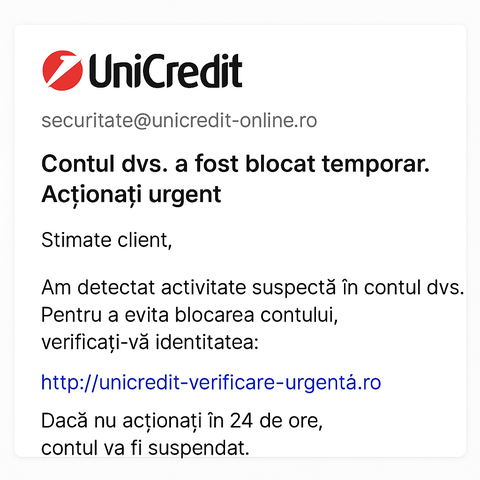 UniCredit
securitate@unicredit-online.ro
Contul dvs. a fost blocat temporar.
Acționați urgent
Stimate client,
Am detectat activitate suspectă în contul dvs.
Pentru a evita blocarea contului,
verificați-vă identitatea:
http://unicredit-verificare-urgentá.ro
Dacă nu acționați în 24 de ore,
contul va fi suspendat.